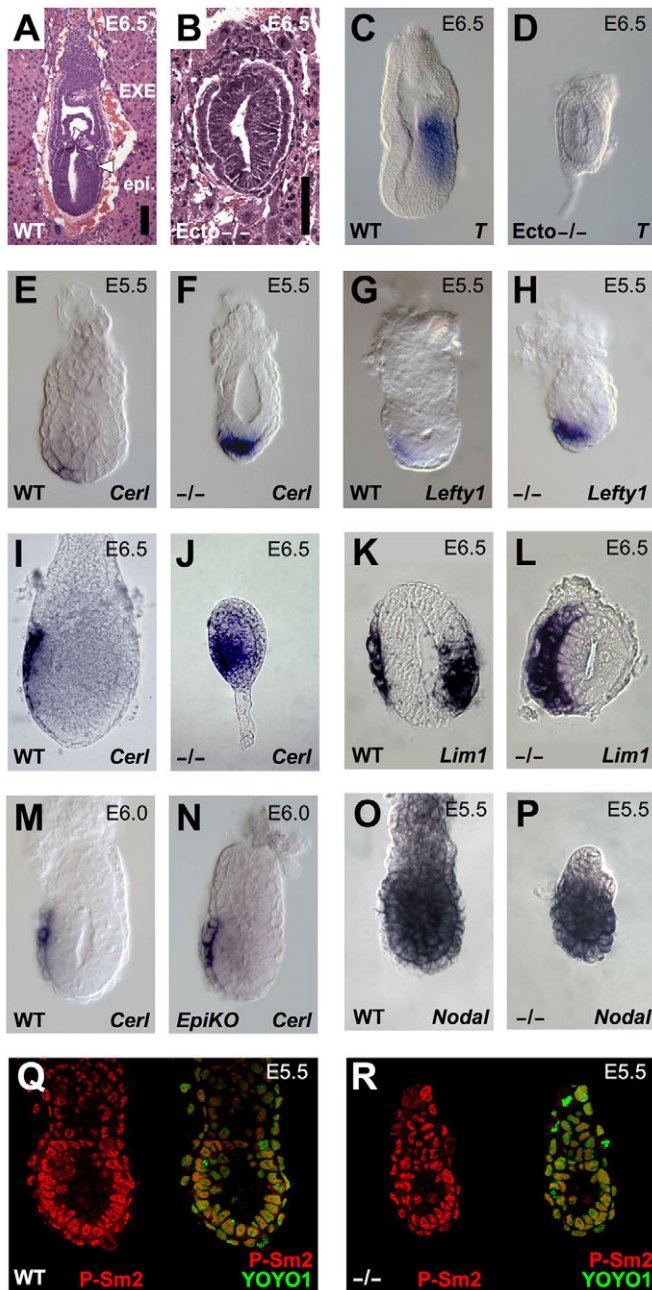 A E6.5 B E6.5 C E6.5 D E6.5
EXE
epi.
WT Ecto−/− WT T Ecto−/− T
E E5.5 F E5.5 G E5.5 H E5.5
WT Cerl −/− Cerl WT Lefty1 −/− Lefty1
I E6.5 J E6.5 K E6.5 L E6.5
WT Cerl −/− Cerl WT Lim1 −/− Lim1
M E6.0 N E6.0 O E5.5 P E5.5
WT Cerl EpiKO Cerl WT Nodal −/− Nodal
Q E5.5 R E5.5
P-Sm2 P-Sm2
WT P-Sm2 YOYO1 −/− P-Sm2 YOYO1